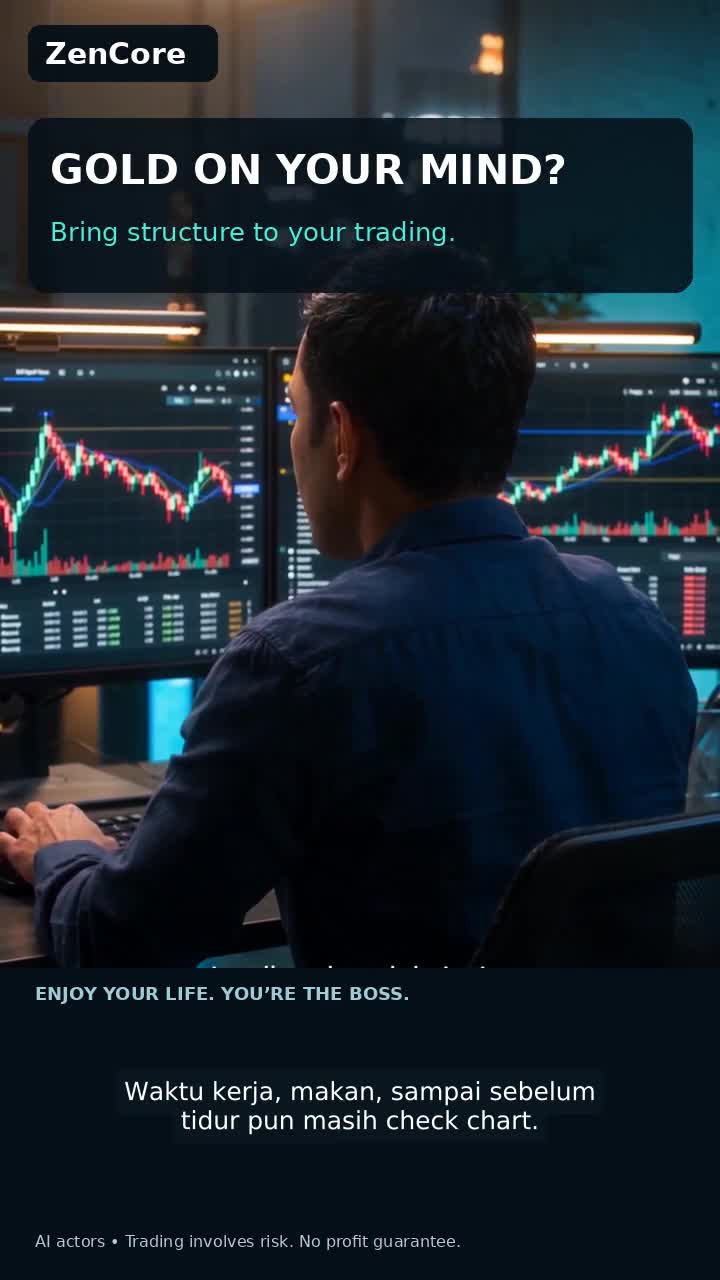 ZenCore
GOLD ON YOUR MIND?
Bring structure to your trading.
ENJOY YOUR LIFE. YOU’RE THE BOSS.
Waktu kerja, makan, sampai sebelum
tidur pun masih check chart.
AI actors • Trading involves risk. No profit guarantee.